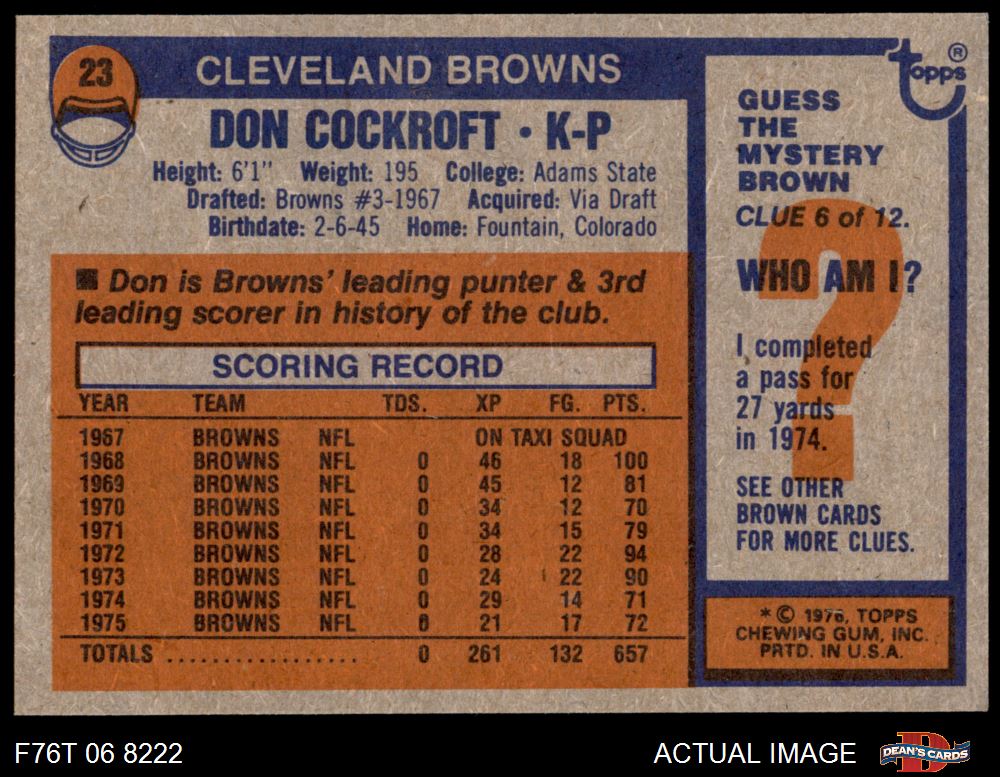 23
CLEVELAND BROWNS
DON COCKROFT · K-P
Height: 6'1" Weight: 195 College: Adams State
Drafted: Browns #3-1967 Acquired: Via Draft
Birthdate: 2-6-45 Home: Fountain, Colorado
■ Don is Browns' leading punter & 3rd
leading scorer in history of the club.
SCORING RECORD
YEAR TEAM TDS. XP FG. PTS.
1967 BROWNS NFL ON TAXI SQUAD
1968 BROWNS NFL 0 46 18 100
1969 BROWNS NFL 0 45 12 81
1970 BROWNS NFL 0 34 12 70
1971 BROWNS NFL 0 34 15 79
1972 BROWNS NFL 0 28 22 94
1973 BROWNS NFL 0 24 22 90
1974 BROWNS NFL 0 29 14 71
1975 BROWNS NFL 0 21 17 72
TOTALS .................. 0 261 132 657
topps ®
GUESS
THE
MYSTERY
BROWN
CLUE 6 of 12.
WHO AM I?
?
I completed
a pass for
27 yards
in 1974.
SEE OTHER
BROWN CARDS
FOR MORE CLUES.
* © 1976, TOPPS
CHEWING GUM, INC.
PRTD. IN U.S.A.
F76T 06 8222
ACTUAL IMAGE
D
DEAN'S CARDS